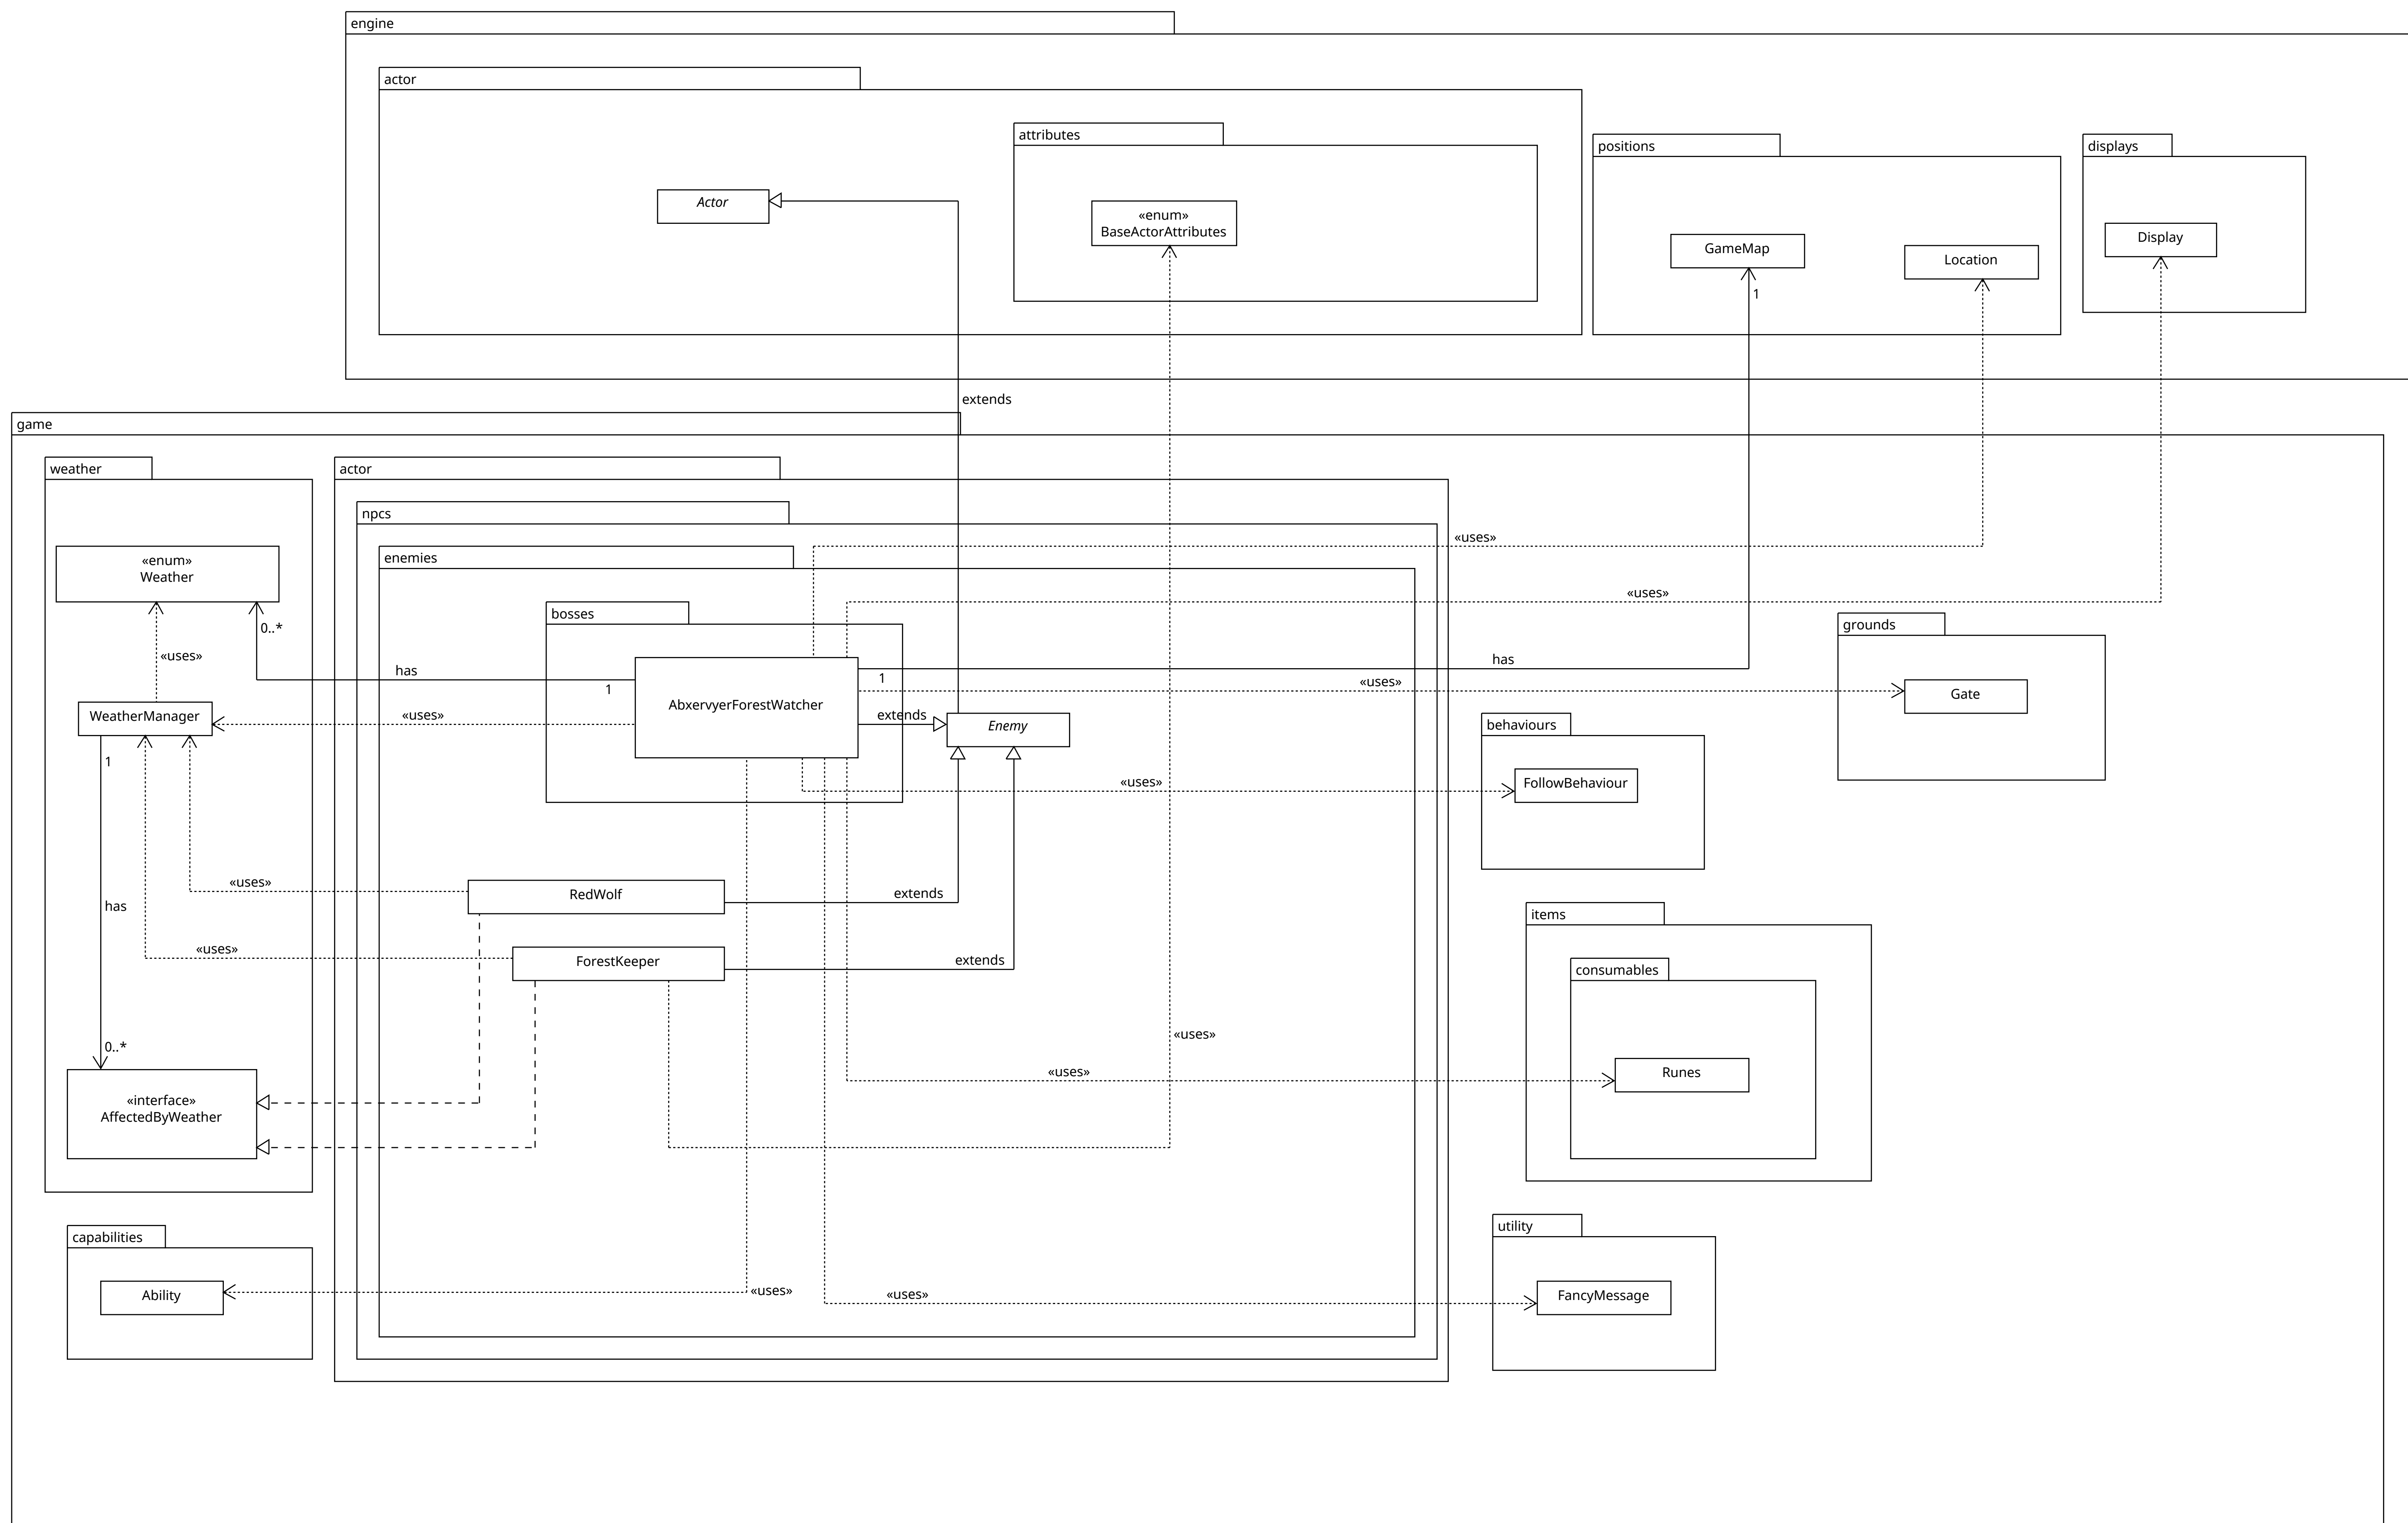 engine
actor
attributes
positions
displays
Actor
«enum»
BaseActorAttributes
GameMap
Location
Display
1
extends
game
weather
actor
npcs
enemies
«enum»
Weather
«uses»
«uses»
bosses
grounds
0..*
«uses»
has
1
AbxervyerForestWatcher
1
has
«uses»
Gate
WeatherManager
«uses»
extends
Enemy
behaviours
1
«uses»
FollowBehaviour
«uses»
RedWolf
extends
has
items
«uses»
ForestKeeper
extends
consumables
«uses»
0..*
«uses»
Runes
«interface»
AffectedByWeather
capabilities
utility
Ability
«uses»
«uses»
FancyMessage